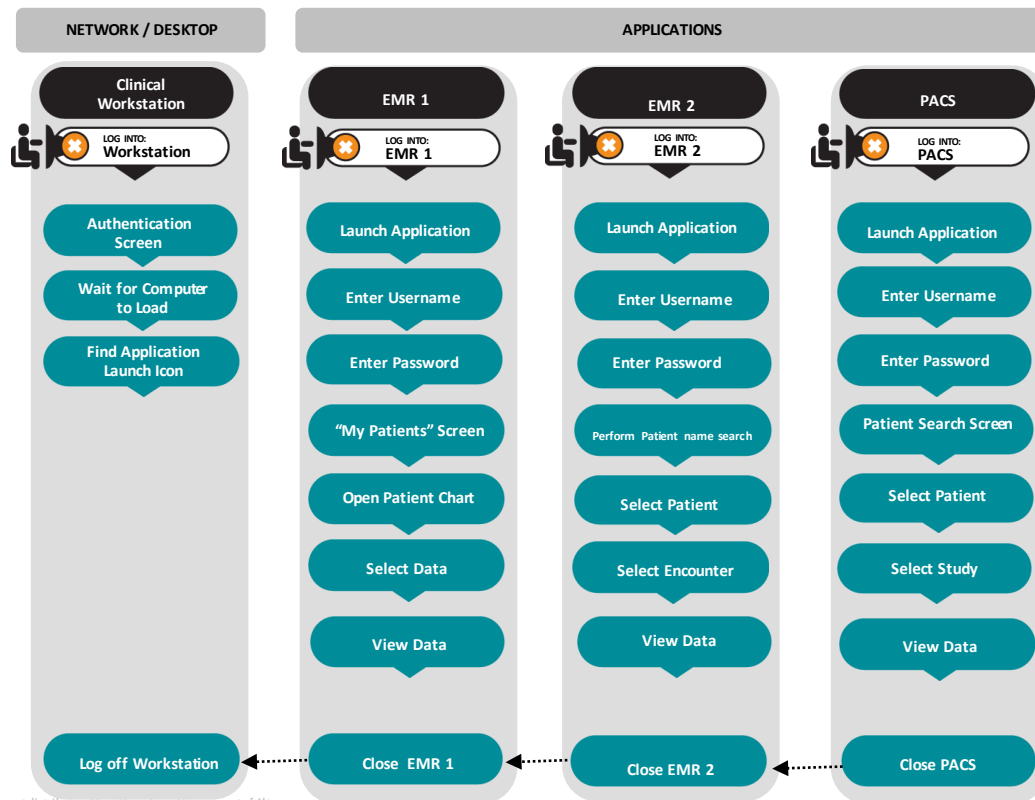 NETWORK / DESKTOP
APPLICATIONS
Clinical
Workstation
LOG INTO:
Workstation
Authentication
Screen
Wait for Computer
to Load
Find Application
Launch Icon
Log off Workstation
EMR 1
LOG INTO:
EMR 1
Launch Application
Enter Username
Enter Password
“My Patients” Screen
Open Patient Chart
Select Data
View Data
Close EMR 1
EMR 2
LOG INTO:
EMR 2
Launch Application
Enter Username
Enter Password
Perform Patient name search
Select Patient
Select Encounter
View Data
Close EMR 2
PACS
LOG INTO:
PACS
Launch Application
Enter Username
Enter Password
Patient Search Screen
Select Patient
Select Study
View Data
Close PACS